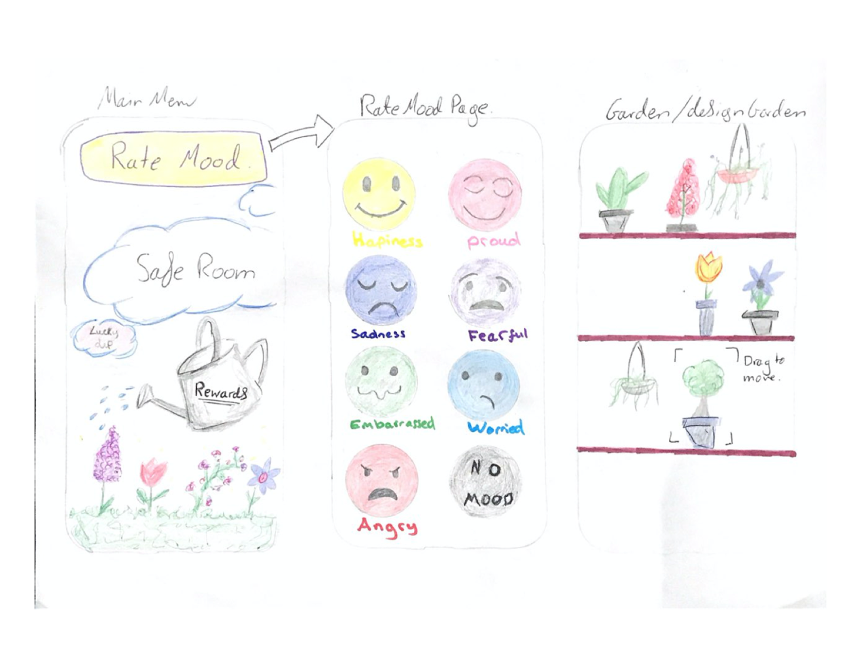 Main Menu
Rate Mood.
Safe Room
Lucky
dip
Rewards
Rate Mood Page.
Hapiness
proud
Sadness
Fearful
Embarrassed
Worried
Angry
NO
MOOD
Garden/design Garden
Drag to
move.